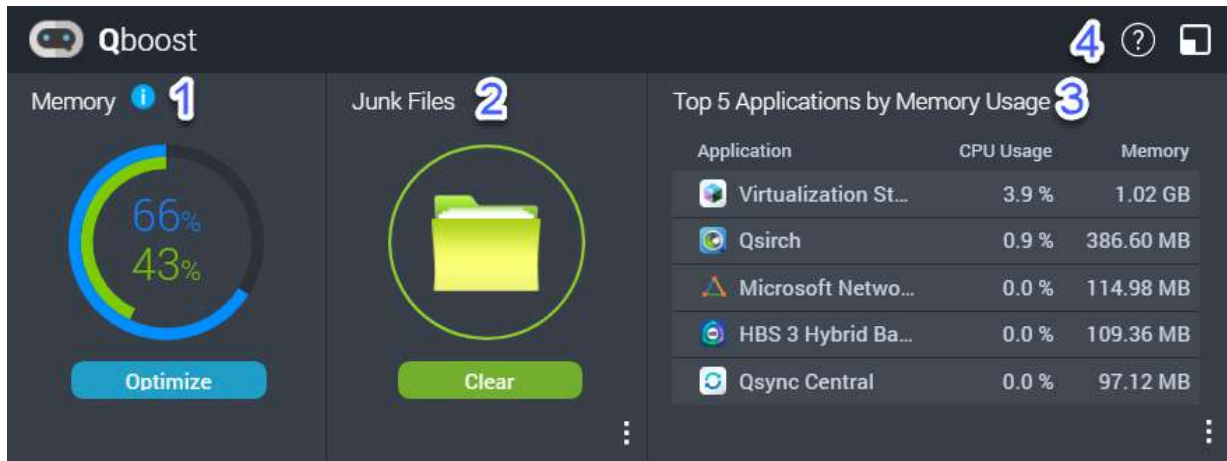 Qboost 4 ?
Memory i 1
66%
43%
Optimize
Junk Files 2
Clear
Top 5 Applications by Memory Usage 3
Application CPU Usage Memory
Virtualization St... 3.9 % 1.02 GB
Qsirch 0.9 % 386.60 MB
Microsoft Netwo... 0.0 % 114.98 MB
HBS 3 Hybrid Ba... 0.0 % 109.36 MB
Qsync Central 0.0 % 97.12 MB